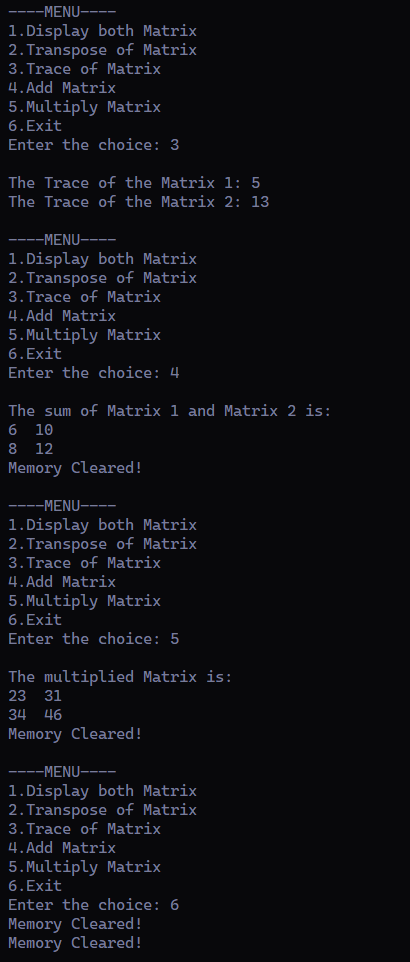 ----MENU----
1.Display both Matrix
2.Transpose of Matrix
3.Trace of Matrix
4.Add Matrix
5.Multiply Matrix
6.Exit
Enter the choice: 3

The Trace of the Matrix 1: 5
The Trace of the Matrix 2: 13

----MENU----
1.Display both Matrix
2.Transpose of Matrix
3.Trace of Matrix
4.Add Matrix
5.Multiply Matrix
6.Exit
Enter the choice: 4

The sum of Matrix 1 and Matrix 2 is:
6  10
8  12
Memory Cleared!

----MENU----
1.Display both Matrix
2.Transpose of Matrix
3.Trace of Matrix
4.Add Matrix
5.Multiply Matrix
6.Exit
Enter the choice: 5

The multiplied Matrix is:
23  31
34  46
Memory Cleared!

----MENU----
1.Display both Matrix
2.Transpose of Matrix
3.Trace of Matrix
4.Add Matrix
5.Multiply Matrix
6.Exit
Enter the choice: 6
Memory Cleared!
Memory Cleared!